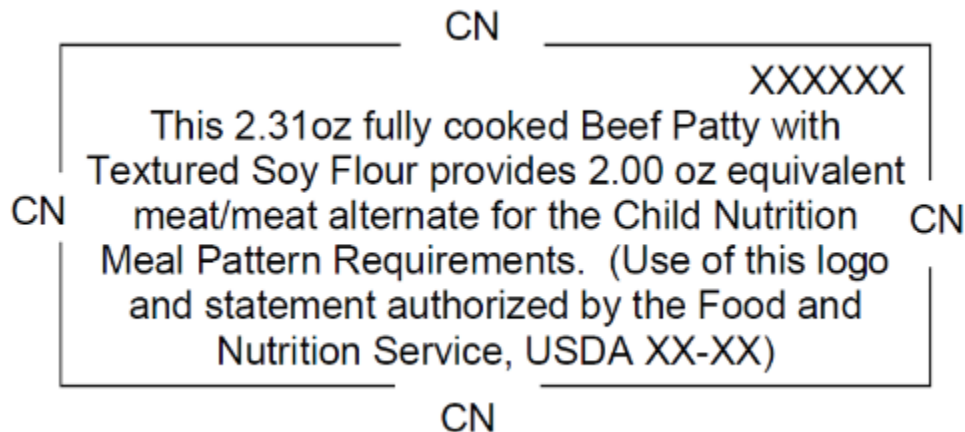 CN
XXXXXX
This 2.31oz fully cooked Beef Patty with
Textured Soy Flour provides 2.00 oz equivalent
CN meat/meat alternate for the Child Nutrition CN
Meal Pattern Requirements. (Use of this logo
and statement authorized by the Food and
Nutrition Service, USDA XX-XX)
CN